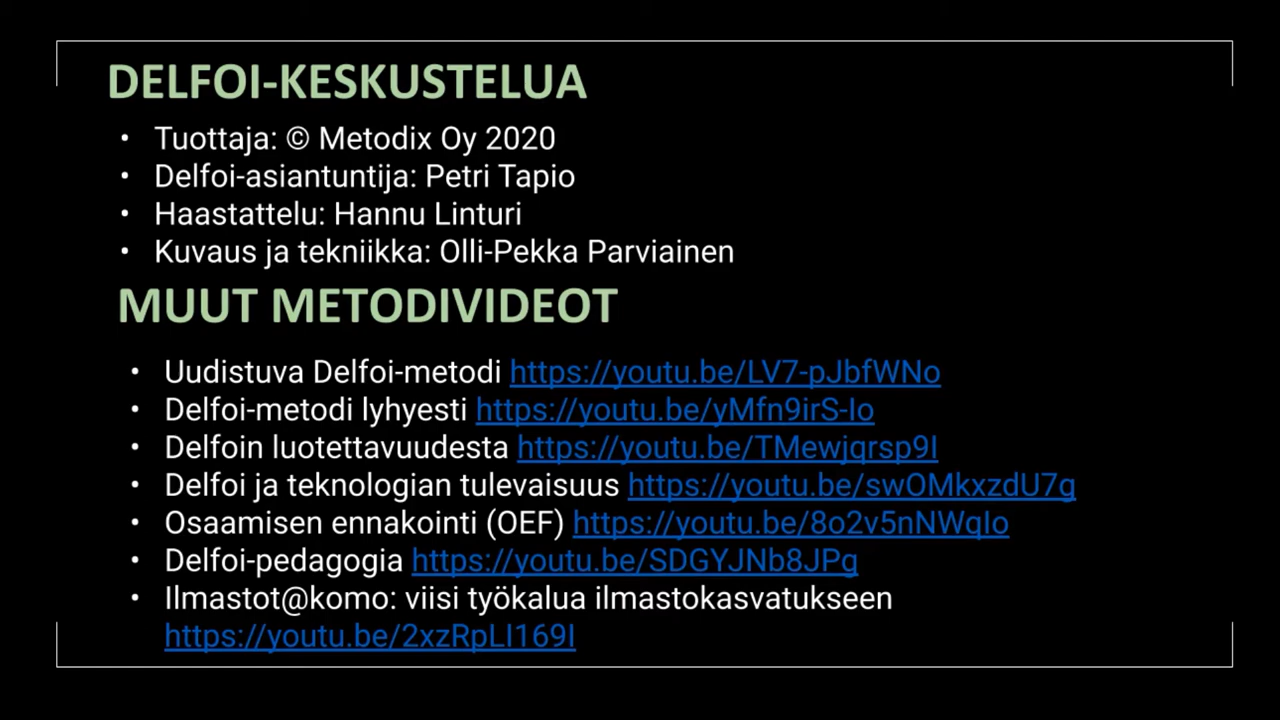 DELFOI-KESKUSTELUA
• Tuottaja: © Metodix Oy 2020
• Delfoi-asiantuntija: Petri Tapio
• Haastattelu: Hannu Linturi
• Kuvaus ja tekniikka: Olli-Pekka Parviainen
MUUT METODIVIDEOT
• Uudistuva Delfoi-metodi https://youtu.be/LV7-pJbfWNo
• Delfoi-metodi lyhyesti https://youtu.be/yMfn9irS-Io
• Delfoin luotettavuudesta https://youtu.be/TMewjqrsp9I
• Delfoi ja teknologian tulevaisuus https://youtu.be/swOMkxzdU7g
• Osaamisen ennakointi (OEF) https://youtu.be/8o2v5nNWqIo
• Delfoi-pedagogia https://youtu.be/SDGYJNb8JPg
• Ilmastot@komo: viisi työkalua ilmastokasvatukseen
https://youtu.be/2xzRpLI169I